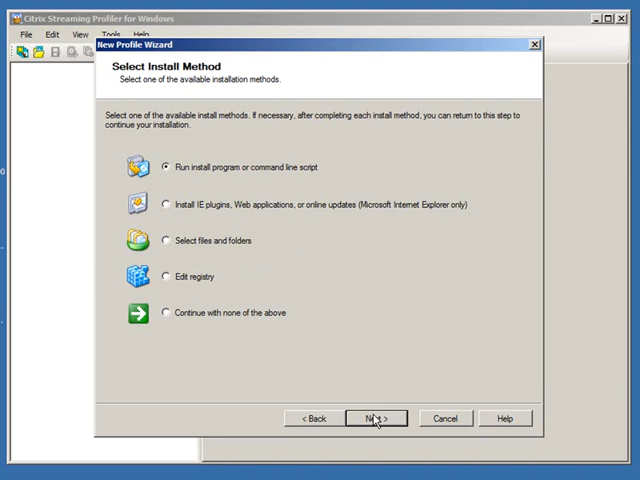 Citrix Streaming Profiler for Windows
File Edit View Tools Help
New Profile Wizard
Select Install Method
Select one of the available installation methods.
Select one of the available install methods. If necessary, after completing each install method, you can return to this step to
continue your installation.
Run install program or command line script
Install IE plugins, Web applications, or online updates (Microsoft Internet Explorer only)
Select files and folders
Edit registry
Continue with none of the above
< Back Next > Cancel Help